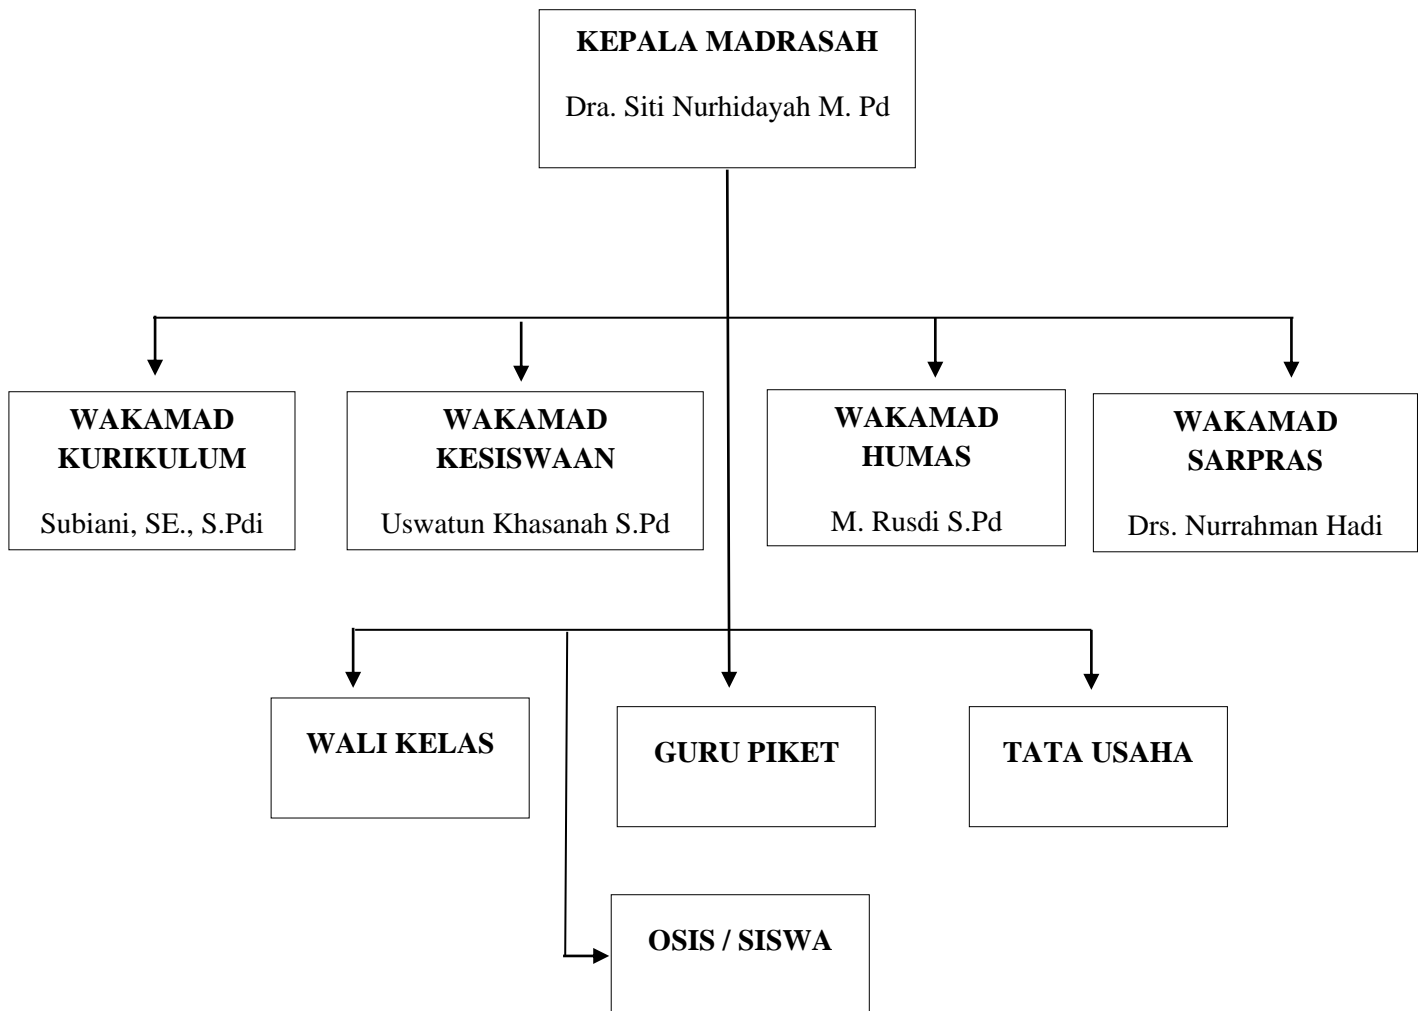 KEPALA MADRASAH
Dra. Siti Nurhidayah M. Pd
WAKAMAD
KURIKULUM
Subiani, SE., S.Pdi
WAKAMAD
KESISWAAN
Uswatun Khasanah S.Pd
WAKAMAD
HUMAS
M. Rusdi S.Pd
WAKAMAD
SARPRAS
Drs. Nurrahman Hadi
WALI KELAS
GURU PIKET
TATA USAHA
OSIS / SISWA